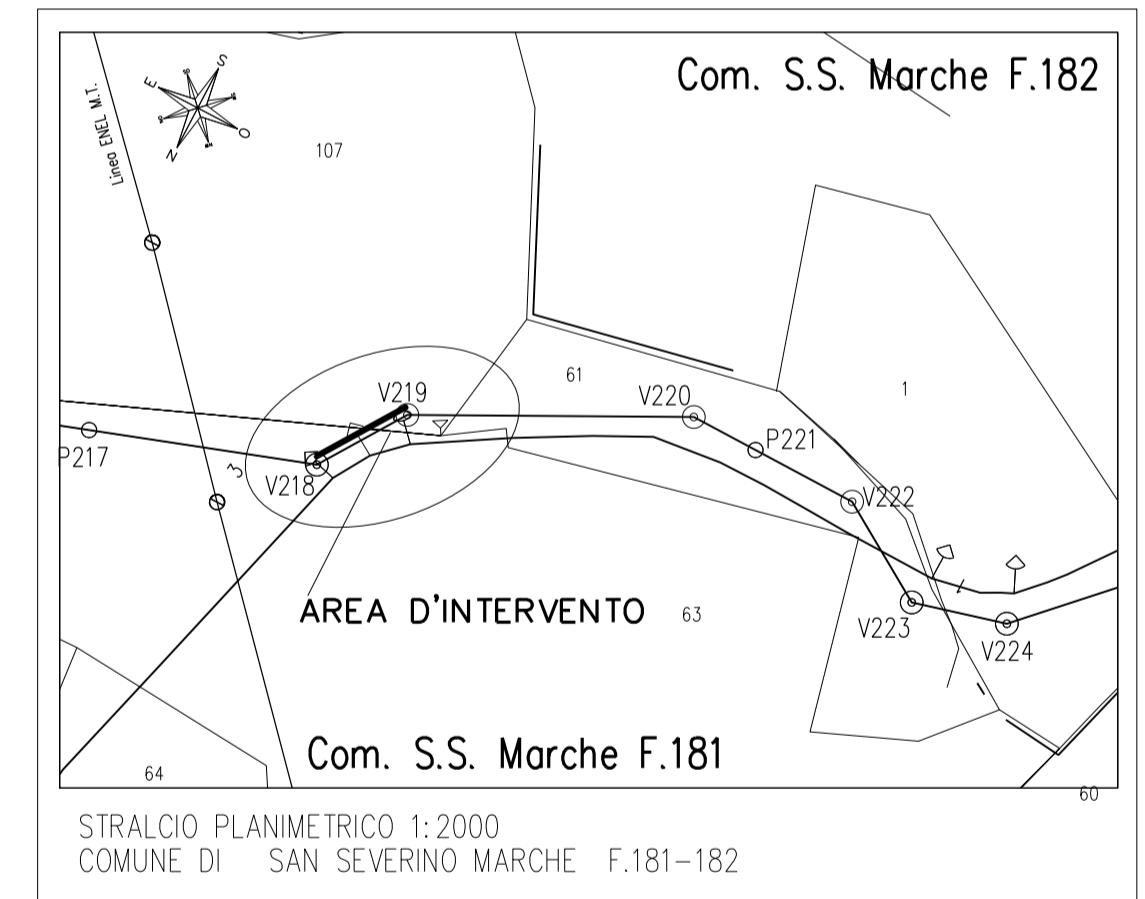 Com. S.S. Marche F.182
S
E
O
N
Linea ENEL M.T.
107
61
1
V219
V220
P221
P217
V218
3
V222
AREA D'INTERVENTO
63
V223
V224
Com. S.S. Marche F.181
64
60
STRALCIO PLANIMETRICO 1:2000
COMUNE DI SAN SEVERINO MARCHE F.181-182